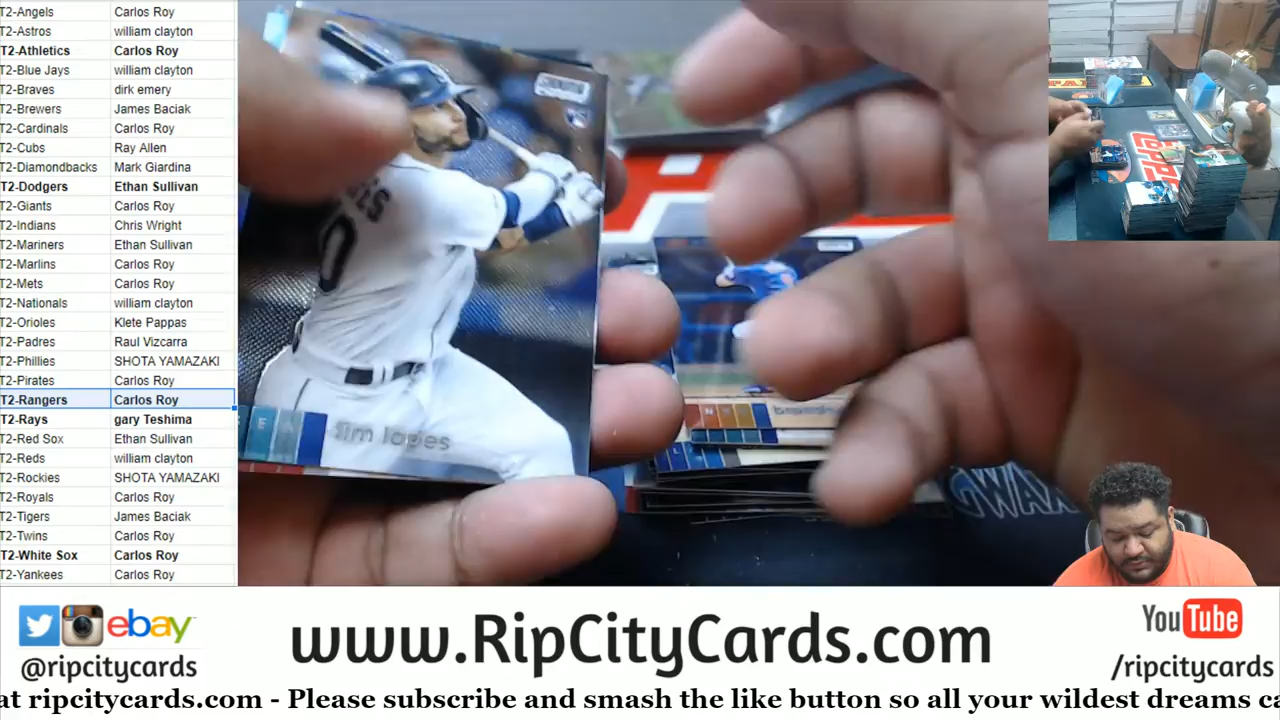 T2-Angels Carlos Roy
T2-Astros william clayton
T2-Athletics Carlos Roy
T2-Blue Jays william clayton
T2-Braves dirk emery
T2-Brewers James Baciak
T2-Cardinals Carlos Roy
T2-Cubs Ray Allen
T2-Diamondbacks Mark Giardina
T2-Dodgers Ethan Sullivan
T2-Giants Carlos Roy
T2-Indians Chris Wright
T2-Mariners Ethan Sullivan
T2-Marlins Carlos Roy
T2-Mets Carlos Roy
T2-Nationals william clayton
T2-Orioles Klete Pappas
T2-Padres Raul Vizcarra
T2-Phillies SHOTA YAMAZAKI
T2-Pirates Carlos Roy
T2-Rangers Carlos Roy
T2-Rays gary Teshima
T2-Red Sox Ethan Sullivan
T2-Reds william clayton
T2-Rockies SHOTA YAMAZAKI
T2-Royals Carlos Roy
T2-Tigers James Baciak
T2-Twins Carlos Roy
T2-White Sox Carlos Roy
T2-Yankees Carlos Roy
tim lopes
GWAX
TOPPS
ebay
@ripcitycards
www.RipCityCards.com
YouTube
/ripcitycards
at ripcitycards.com - Please subscribe and smash the like button so all your wildest dreams ca